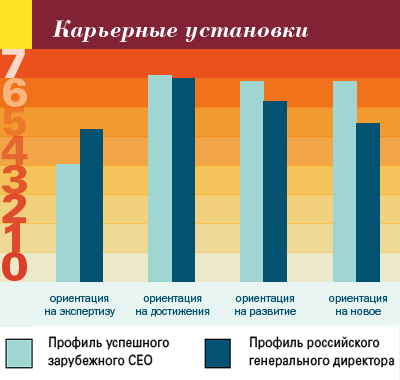 Карьерные установки
7
6
5
4
3
2
1
0
ориентация
на экспертизу
ориентация
на достижения
ориентация
на развитие
ориентация
на новое
Профиль успешного
зарубежного CEO
Профиль российского
генерального директора